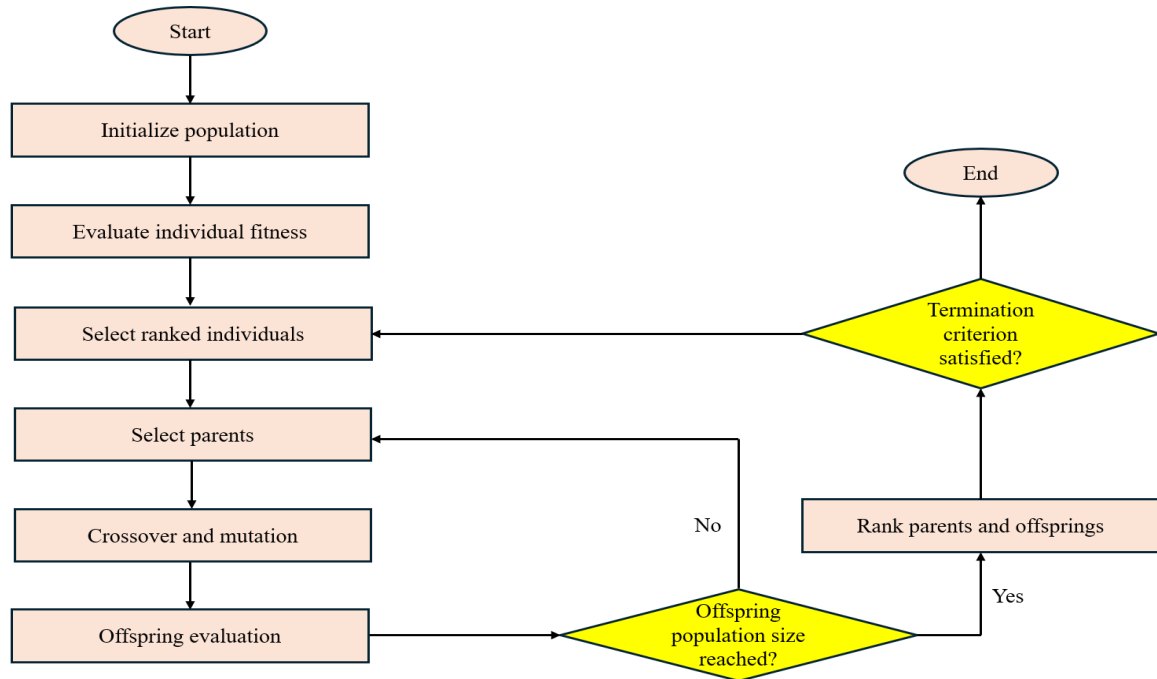 Start
Initialize population
Evaluate individual fitness
Select ranked individuals
Select parents
Crossover and mutation
Offspring evaluation
Offspring
population size
reached?
No
Yes
Rank parents and offsprings
Termination
criterion
satisfied?
End